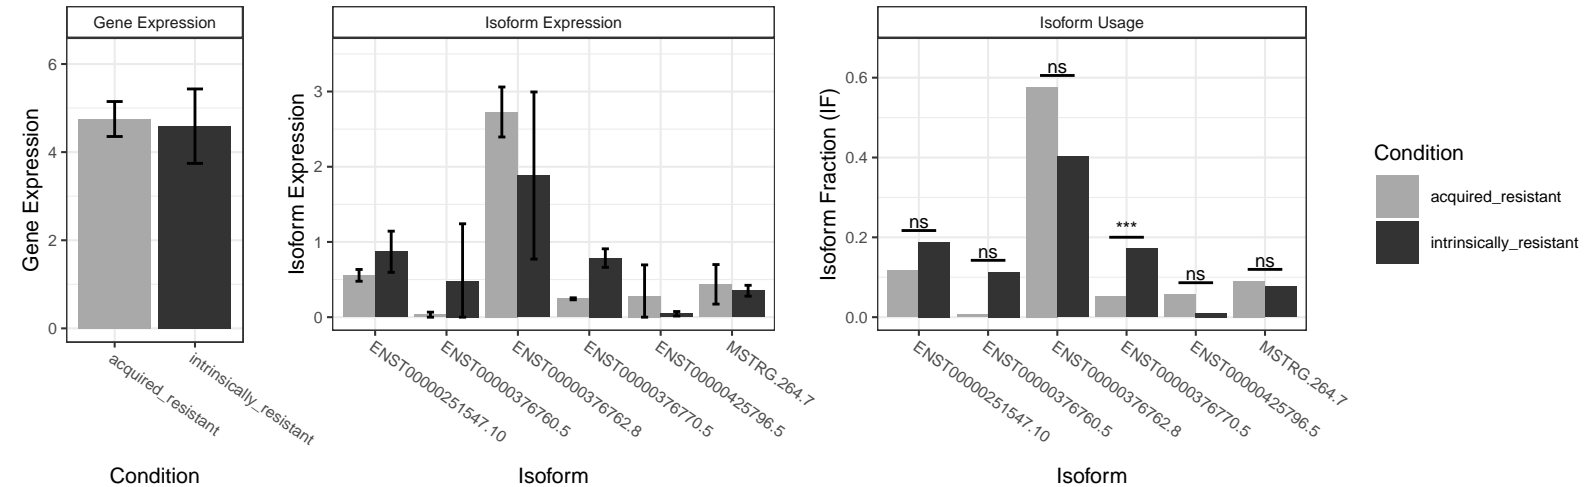 Gene Expression
Gene Expression
6
4
2
0
acquired_resistant
intrinsically_resistant
Condition
Isoform Expression
Isoform Expression
3
2
1
0
ENST00000251547.10
ENST00000376760.5
ENST00000376762.8
ENST00000376770.5
ENST00000425796.5
MSTRG.264.7
Isoform
Isoform Usage
Isoform Fraction (IF)
0.6
0.4
0.2
0.0
ns
ns
ns
***
ns
ns
ENST00000251547.10
ENST00000376760.5
ENST00000376762.8
ENST00000376770.5
ENST00000425796.5
MSTRG.264.7
Isoform
Condition
acquired_resistant
intrinsically_resistant